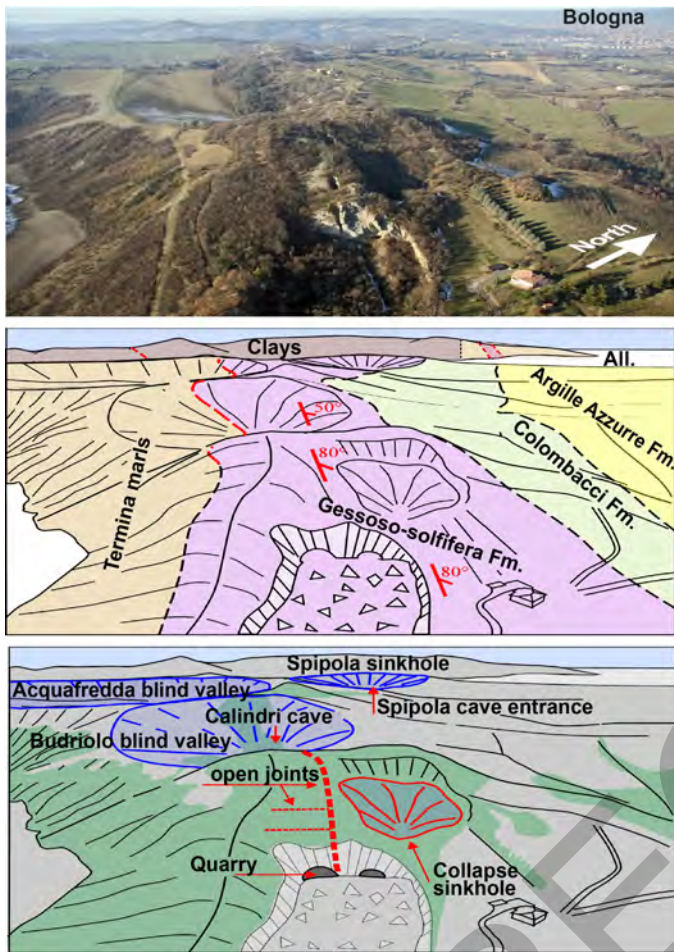 Bologna
North
Clays
All.
50°
Argille Azzurre Fm.
80°
Colombacci Fm.
Termina marls
Gessoso-solfifera Fm.
80°
Spipola sinkhole
Acquafredda blind valley
Spipola cave entrance
Calindri cave
Budriolo blind valley
open joints
Quarry
Collapse
sinkhole